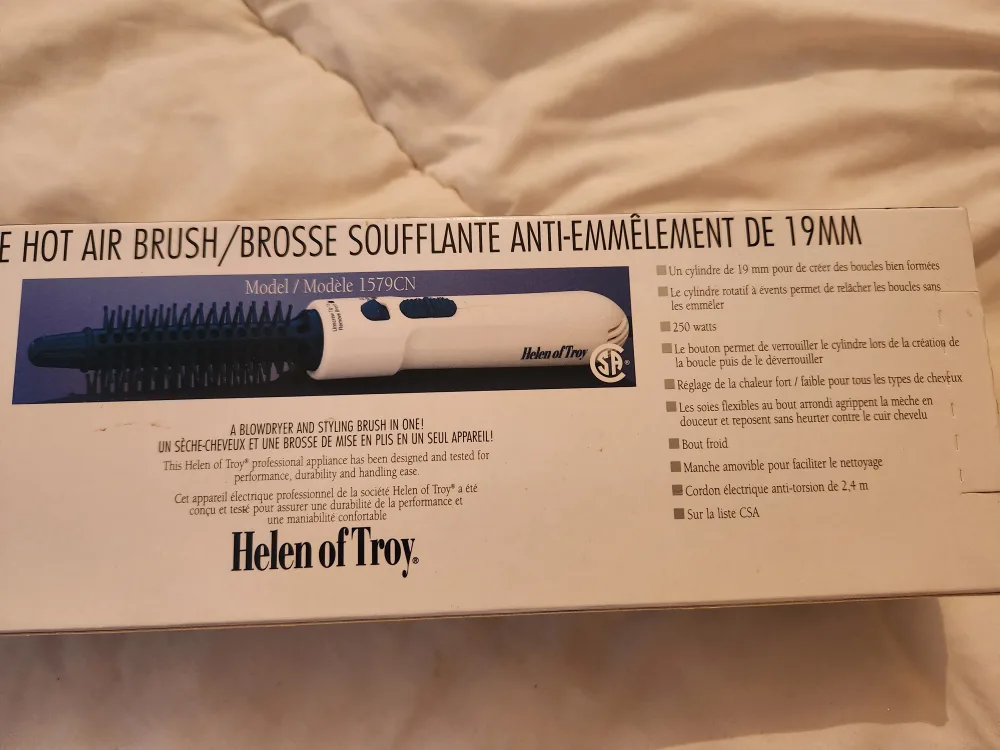 E HOT AIR BRUSH/BROSSE SOUFFLANTE ANTI-EMMÊLEMENT DE 19MM
Model / Modèle 1579CN
Helen of Troy
A BLOWDRYER AND STYLING BRUSH IN ONE!
UN SÈCHE-CHEVEUX ET UNE BROSSE DE MISE EN PLIS EN UN SEUL APPAREIL!
This Helen of Troy® professional appliance has been designed and tested for
performance, durability and handling ease.
Cet appareil électrique professionnel de la société Helen of Troy® a été
conçu et testé pour assurer une durabilité de la performance et
une maniabilité confortable
Helen of Troy®
Un cylindre de 19 mm pour de créer des boucles bien formées
Le cylindre rotatif à évents permet de relâcher les boucles sans
les emmêler
250 watts
Le bouton permet de verrouiller le cylindre lors de la création de
la boucle puis de le déverrouiller
Réglage de la chaleur fort / faible pour tous les types de cheveux
Les soies flexibles au bout arrondi agrippent la mèche en
douceur et reposent sans heurter contre le cuir chevelu
Bout froid
Manche amovible pour faciliter le nettoyage
Cordon électrique anti-torsion de 2,4 m
Sur la liste CSA